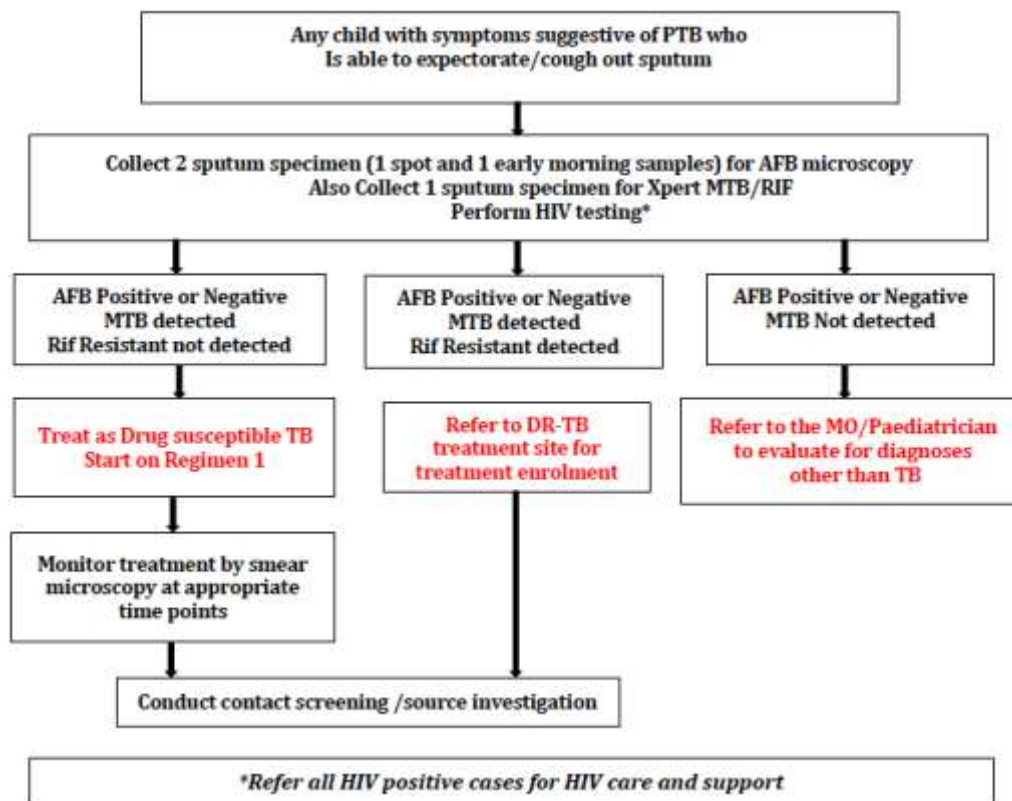 Any child with symptoms suggestive of PTB who
Is able to expectorate/cough out sputum
Collect 2 sputum specimen (1 spot and 1 early morning samples) for AFB microscopy
Also Collect 1 sputum specimen for Xpert MTB/RIF
Perform HIV testing*
AFB Positive or Negative
MTB detected
Rif Resistant not detected
AFB Positive or Negative
MTB detected
Rif Resistant detected
AFB Positive or Negative
MTB Not detected
Treat as Drug susceptible TB
Start on Regimen 1
Refer to DR-TB
treatment site for
treatment enrolment
Refer to the MO/Paediatrician
to evaluate for diagnoses
other than TB
Monitor treatment by smear
microscopy at appropriate
time points
Conduct contact screening /source investigation
*Refer all HIV positive cases for HIV care and support